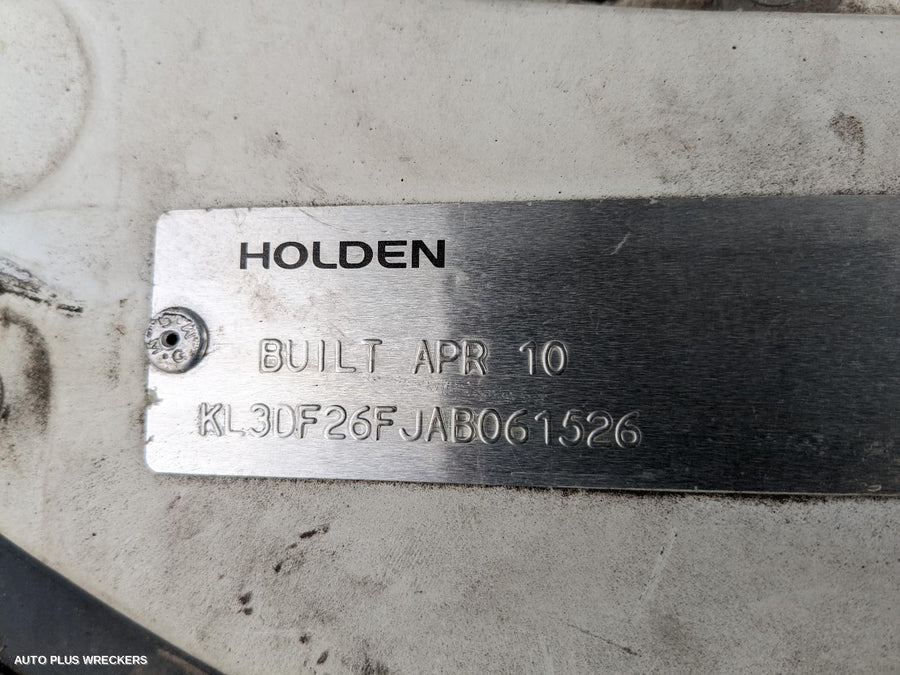 HOLDEN
BUILT APR 10
KL3DF26FJAB061526
AUTO PLUS WRECKERS